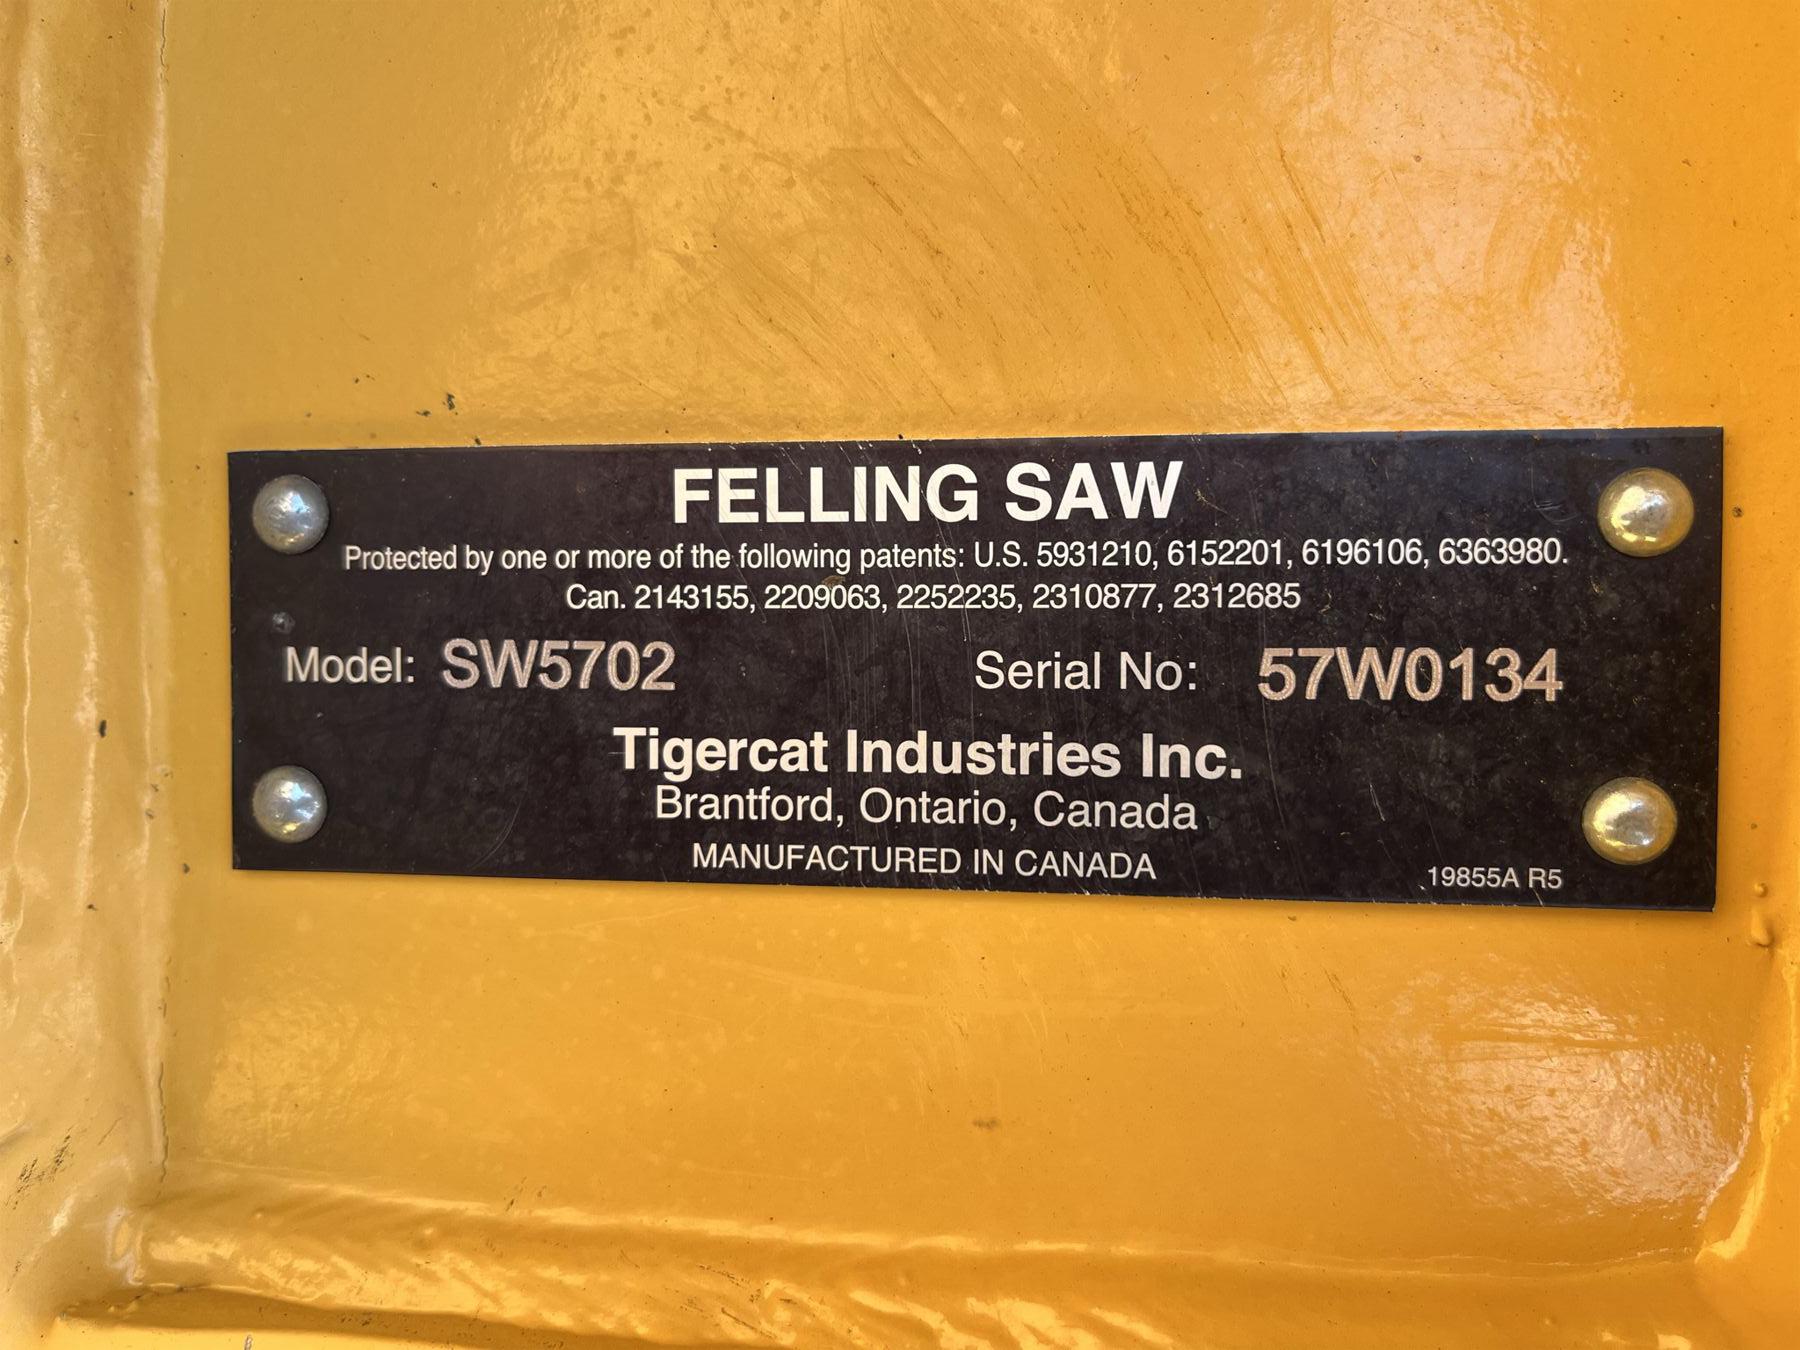 FELLING SAW
Protected by one or more of the following patents: U.S. 5931210, 6152201, 6196106, 6363980.
Can. 2143155, 2209063, 2252235, 2310877, 2312685
Model: SW5702 Serial No: 57W0134
Tigercat Industries Inc.
Brantford, Ontario, Canada
MANUFACTURED IN CANADA
19855A R5